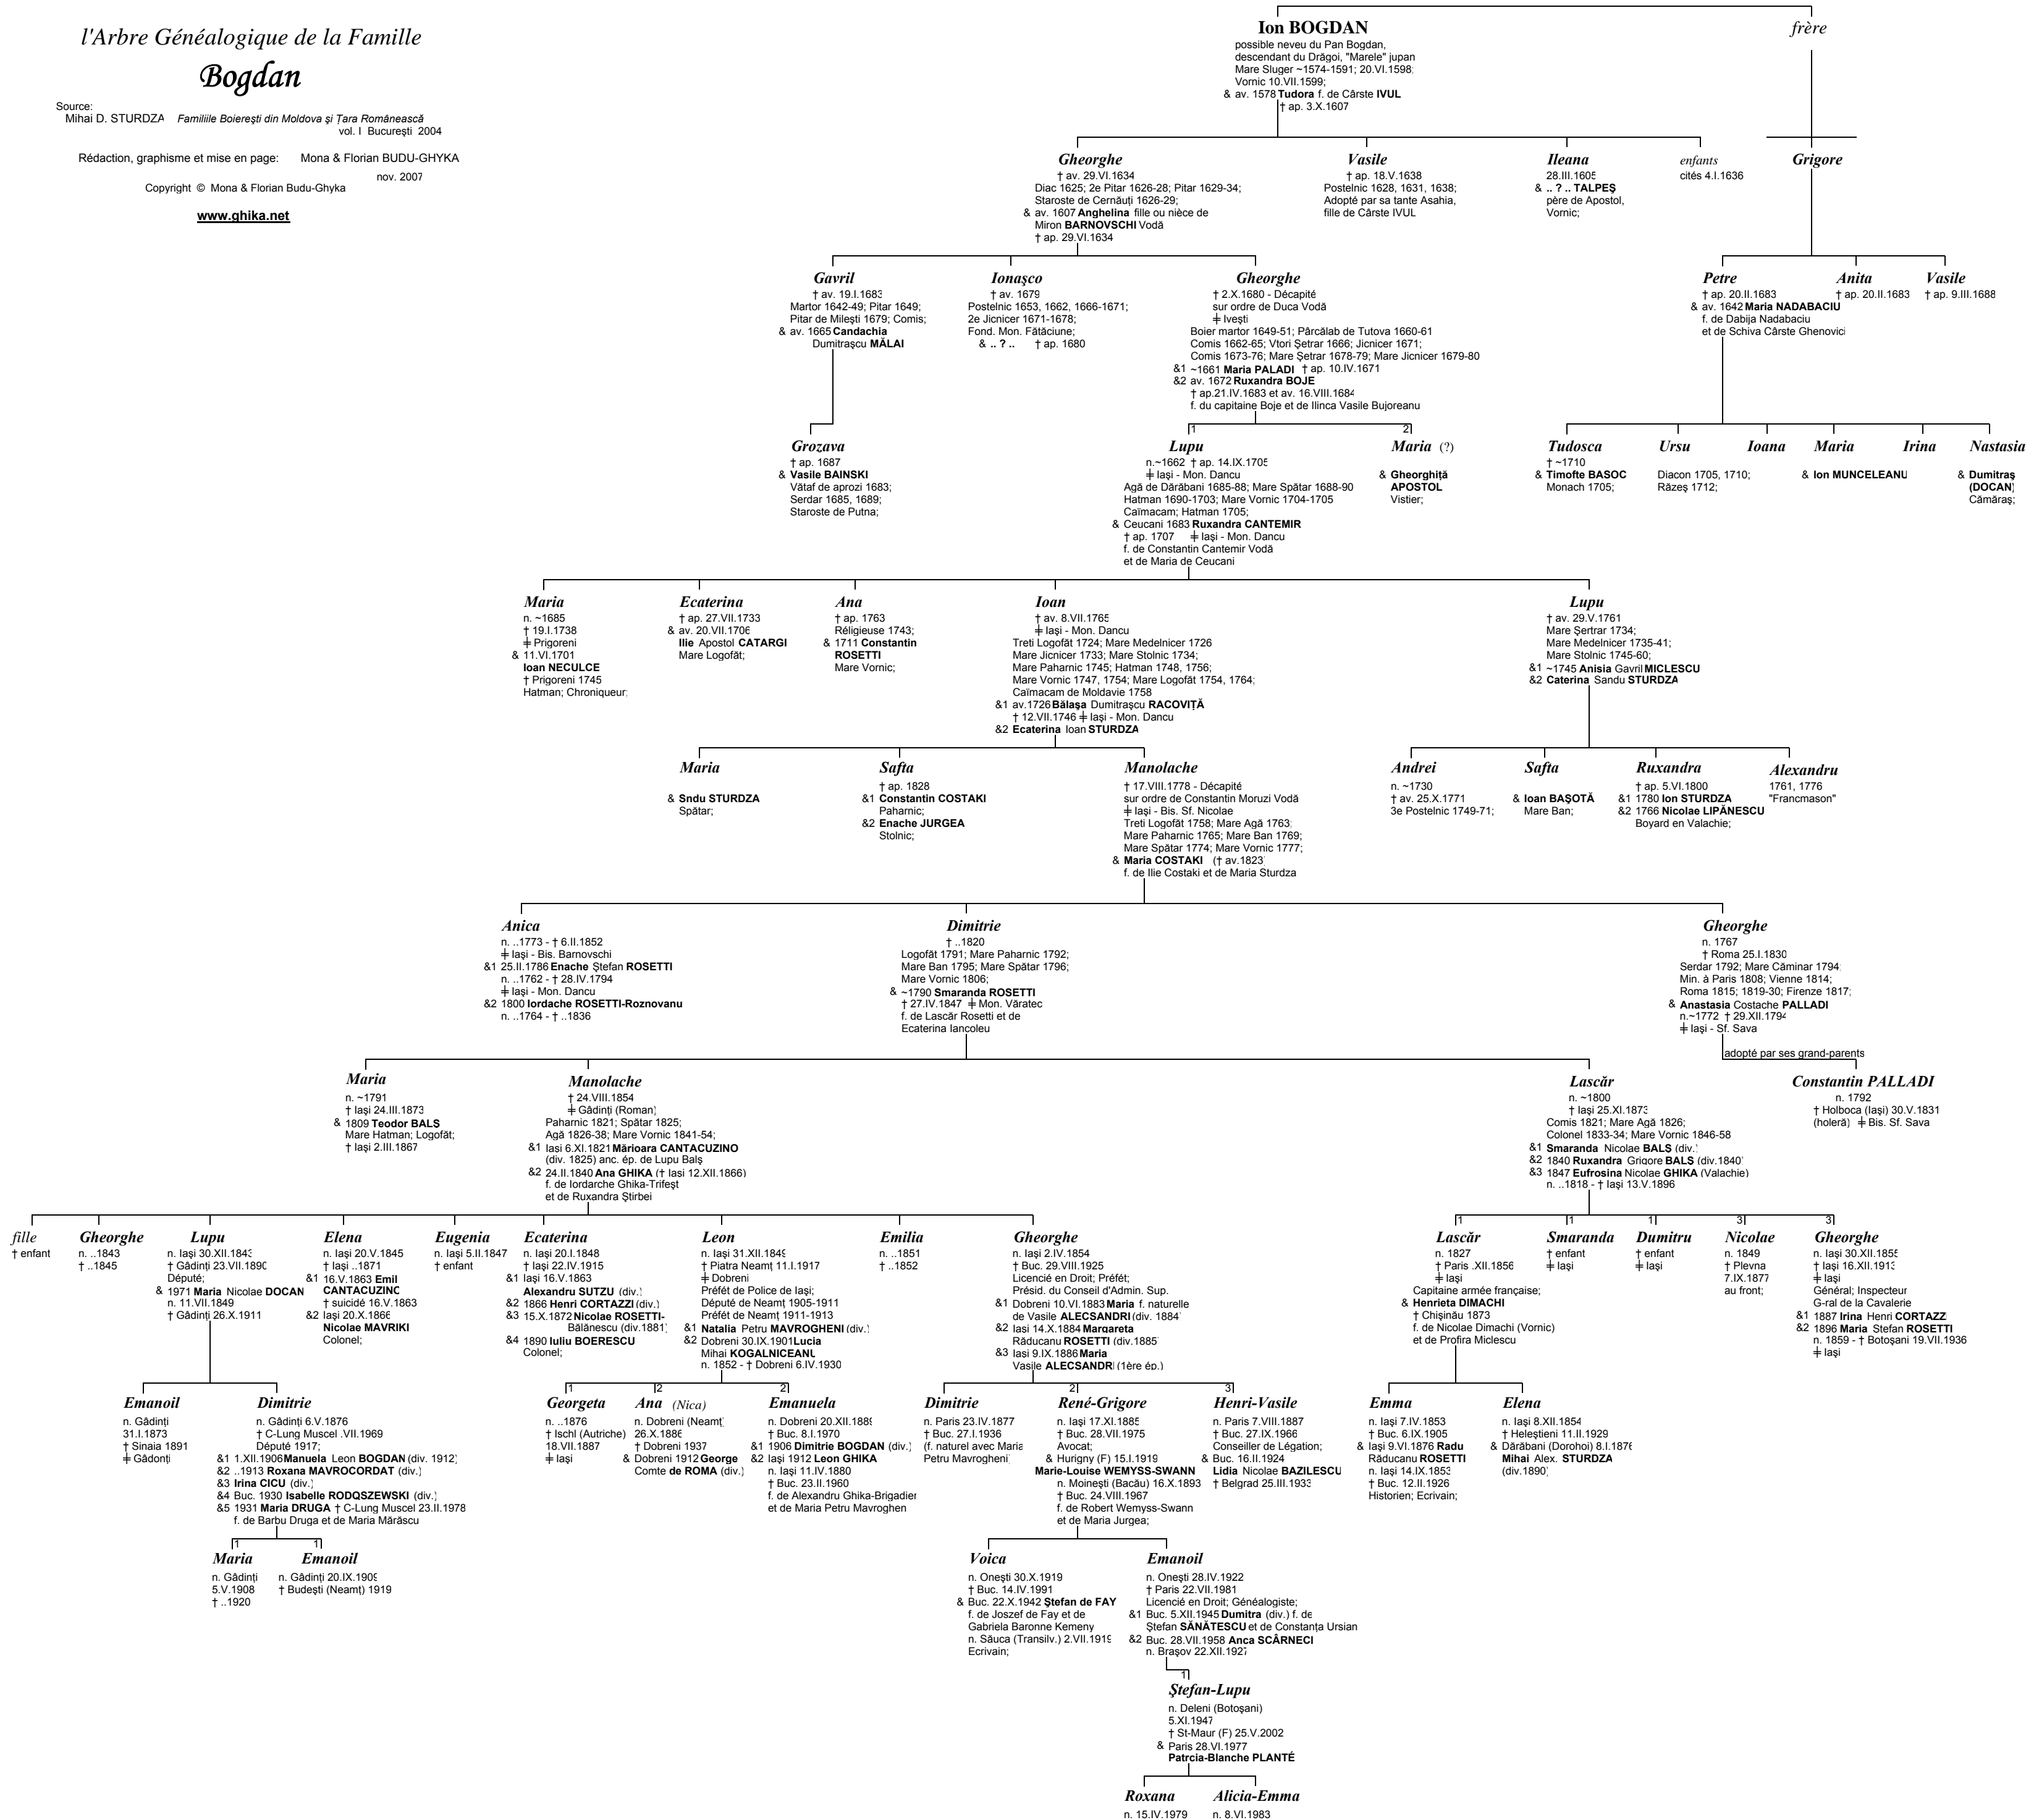 l'Arbre Généalogique de la Famille
Bogdan
Source:
Mihai D. STURDZA Familiile Boiereşti din Moldova şi Ţara Românească
vol. I Bucureşti 2004
Rédaction, graphisme et mise en page: Mona & Florian BUDU-GHYKA
nov. 2007
Copyright © Mona & Florian Budu-Ghyka
www.ghika.net
Ion BOGDAN
possible neveu du Pan Bogdan,
descendant du Drăgoi, "Marele" jupan
Mare Sluger ~1574-1591; 20.VI.1598;
Vornic 10.VII.1599;
& av. 1578 Tudora f. de Cârste IVUL
† ap. 3.X.1607
frère
Gheorghe
† av. 29.VI.1634
Diac 1625; 2e Pitar 1626-28; Pitar 1629-34;
Staroste de Cernăuţi 1626-29;
& av. 1607 Anghelina fille ou nièce de
Miron BARNOVSCHI Vodă
† ap. 29.VI.1634
Vasile
† ap. 18.V.1638
Postelnic 1628, 1631, 1638;
Adopté par sa tante Asahia,
fille de Cârste IVUL
Ileana
28.III.1605
& .. ? .. TALPEŞ
père de Apostol,
Vornic;
enfants
cités 4.I.1636
Grigore
Gavril
† av. 19.I.1683
Martor 1642-49; Pitar 1649;
Pitar de Mileşti 1679; Comis;
& av. 1665 Candachia
Dumitraşcu MĂLAI
Ionaşco
† av. 1679
Postelnic 1653, 1662, 1666-1671;
2e Jicnicer 1671-1678;
Fond. Mon. Fătăciune;
& .. ? .. † ap. 1680
Gheorghe
† 2.X.1680 - Décapité
sur ordre de Duca Vodă
╪ Iveşti
Boier martor 1649-51; Pârcălab de Tutova 1660-61
Comis 1662-65; Vtori Şetrar 1666; Jicnicer 1671;
Comis 1673-76; Mare Şetrar 1678-79; Mare Jicnicer 1679-80
&1 ~1661 Maria PALADI † ap. 10.IV.1671
&2 av. 1672 Ruxandra BOJE
† ap.21.IV.1683 et av. 16.VIII.1684
f. du capitaine Boje et de Ilinca Vasile Bujoreanu
Petre
† ap. 20.II.1683
& av. 1642 Maria NADABACIU
f. de Dabija Nadabaciu
et de Schiva Cârste Ghenovici
Anita
† ap. 20.II.1683
Vasile
† ap. 9.III.1688
Grozava
† ap. 1687
& Vasile BAINSKI
Vătaf de aprozi 1683;
Serdar 1685, 1689;
Staroste de Putna;
1
Lupu
n.~1662 † ap. 14.IX.1705
╪ Iaşi - Mon. Dancu
Agă de Dărăbani 1685-88; Mare Spătar 1688-90
Hatman 1690-1703; Mare Vornic 1704-1705
Caïmacam; Hatman 1705;
& Ceucani 1683 Ruxandra CANTEMIR
† ap. 1707 ╪ Iaşi - Mon. Dancu
f. de Constantin Cantemir Vodă
et de Maria de Ceucani
2
Maria (?)
& Gheorghiţă
APOSTOL
Vistier;
Tudosca
† ~1710
& Timofte BASOC
Monach 1705;
Ursu
Diacon 1705, 1710;
Răzeş 1712;
Ioana
Maria
& Ion MUNCELEANU
Irina
Nastasia
& Dumitraş
(DOCAN)
Cămăraş;
Maria
n. ~1685
† 19.I.1738
╪ Prigoreni
& 11.VI.1701
Ioan NECULCE
† Prigoreni 1745
Hatman; Chroniqueur;
Ecaterina
† ap. 27.VII.1733
& av. 20.VII.1706
Ilie Apostol CATARGI
Mare Logofăt;
Ana
† ap. 1763
Réligieuse 1743;
& 1711 Constantin
ROSETTI
Mare Vornic;
Ioan
† av. 8.VII.1765
╪ Iaşi - Mon. Dancu
Treti Logofăt 1724; Mare Medelnicer 1726
Mare Jicnicer 1733; Mare Stolnic 1734;
Mare Paharnic 1745; Hatman 1748, 1756;
Mare Vornic 1747, 1754; Mare Logofăt 1754, 1764;
Caïmacam de Moldavie 1758
&1 av.1726 Bălaşa Dumitraşcu RACOVIŢĂ
† 12.VII.1746 ╪ Iaşi - Mon. Dancu
&2 Ecaterina Ioan STURDZA
Lupu
† av. 29.V.1761
Mare Şertrar 1734;
Mare Medelnicer 1735-41;
Mare Stolnic 1745-60;
&1 ~1745 Anisia Gavril MICLESCU
&2 Caterina Sandu STURDZA
Maria
& Sndu STURDZA
Spătar;
Safta
† ap. 1828
&1 Constantin COSTAKI
Paharnic;
&2 Enache JURGEA
Stolnic;
Manolache
† 17.VIII.1778 - Décapité
sur ordre de Constantin Moruzi Vodă
╪ Iaşi - Bis. Sf. Nicolae
Treti Logofăt 1758; Mare Agă 1763;
Mare Paharnic 1765; Mare Ban 1769;
Mare Spătar 1774; Mare Vornic 1777;
& Maria COSTAKI († av.1823)
f. de Ilie Costaki et de Maria Sturdza
Andrei
n. ~1730
† av. 25.X.1771
3e Postelnic 1749-71;
Safta
& Ioan BAŞOTĂ
Mare Ban;
Ruxandra
† ap. 5.VI.1800
&1 1780 Ion STURDZA
&2 1766 Nicolae LIPĂNESCU
Boyard en Valachie;
Alexandru
1761, 1776
"Francmason"
Anica
n. ..1773 - † 6.II.1852
╪ Iaşi - Bis. Barnovschi
&1 25.II.1786 Enache Ştefan ROSETTI
n. ..1762 - † 28.IV.1794
╪ Iaşi - Mon. Dancu
&2 1800 Iordache ROSETTI-Roznovanu
n. ..1764 - † ..1836
Dimitrie
† ..1820
Logofăt 1791; Mare Paharnic 1792;
Mare Ban 1795; Mare Spătar 1796;
Mare Vornic 1806;
& ~1790 Smaranda ROSETTI
† 27.IV.1847 ╪ Mon. Văratec
f. de Lascăr Rosetti et de
Ecaterina Iancoleu
Gheorghe
n. 1767
† Roma 25.I.1830
Serdar 1792; Mare Căminar 1794;
Min. à Paris 1808; Vienne 1814;
Roma 1815; 1819-30; Firenze 1817;
& Anastasia Costache PALLADI
n.~1772 † 29.XII.1794
╪ Iaşi - Sf. Sava
adopté par ses grand-parents
Maria
n. ~1791
† Iaşi 24.III.1873
& 1809 Teodor BALŞ
Mare Hatman; Logofăt;
† Iaşi 2.III.1867
Manolache
† 24.VIII.1854
╪ Gâdinţi (Roman)
Paharnic 1821; Spătar 1825;
Agă 1826-38; Mare Vornic 1841-54;
&1 Iasi 6.XI.1821 Mărioara CANTACUZINO
(div. 1825) anc. ép. de Lupu Balş
&2 24.II.1840 Ana GHIKA († Iasi 12.XII.1866)
f. de Iordarche Ghika-Trifeşt
et de Ruxandra Ştirbei
Lascăr
n. ~1800
† Iaşi 25.XI.1873
Comis 1821; Mare Agă 1826;
Colonel 1833-34; Mare Vornic 1846-58
&1 Smaranda Nicolae BALŞ (div.)
&2 1840 Ruxandra Grigore BALŞ (div.1840)
&3 1847 Eufrosina Nicolae GHIKA (Valachie)
n. ..1818 - † Iaşi 13.V.1896
Constantin PALLADI
n. 1792
† Holboca (Iaşi) 30.V.1831
(holeră) ╪ Bis. Sf. Sava
fille
† enfant
Gheorghe
n. ..1843
† ..1845
Lupu
n. Iaşi 30.XII.1843
† Gâdinţi 23.VII.1890
Député;
& 1971 Maria Nicolae DOCAN
n. 11.VII.1849
† Gâdinţi 26.X.1911
Elena
n. Iaşi 20.V.1845
† Iaşi ..1871
&1 16.V.1863 Emil
CANTACUZINO
† suicidé 16.V.1863
&2 Iaşi 20.X.1866
Nicolae MAVRIKI
Colonel;
Eugenia
n. Iaşi 5.II.1847
† enfant
Ecaterina
n. Iaşi 20.I.1848
† Iaşi 22.IV.1915
&1 Iaşi 16.V.1863
Alexandru SUTZU (div.)
&2 1866 Henri CORTAZZI (div.)
&3 15.X.1872 Nicolae ROSETTI-
Bălănescu (div.1881)
&4 1890 Iuliu BOERESCU
Colonel;
Leon
n. Iaşi 31.XII.1849
† Piatra Neamţ 11.I.1917
╪ Dobreni
Préfét de Police de Iaşi;
Député de Neamţ 1905-1911
Préfét de Neamţ 1911-1913
&1 Natalia Petru MAVROGHENI (div.)
&2 Dobreni 30.IX.1901 Lucia
Mihai KOGALNICEANU
n. 1852 - † Dobreni 6.IV.1930
Emilia
n. ..1851
† ..1852
Gheorghe
n. Iaşi 2.IV.1854
† Buc. 29.VIII.1925
Licencié en Droit; Préfét;
Présid. du Conseil d'Admin. Sup.
&1 Dobreni 10.VI.1883 Maria f. naturelle
de Vasile ALECSANDRI (div. 1884)
&2 Iasi 14.X.1884 Margareta
Răducanu ROSETTI (div.1885)
&3 Iasi 9.IX.1886 Maria
Vasile ALECSANDRI (1ère ép.)
1
Lascăr
n. 1827
† Paris .XII.1856
╪ Iaşi
Capitaine armée française;
& Henrieta DIMACHI
† Chişinău 1873
f. de Nicolae Dimachi (Vornic)
et de Profira Miclescu
1
Smaranda
† enfant
╪ Iaşi
1
Dumitru
† enfant
╪ Iaşi
3
Nicolae
n. 1849
† Plevna
7.IX.1877
au front;
3
Gheorghe
n. Iaşi 30.XII.1855
† Iaşi 16.XII.1913
╪ Iaşi
Général; Inspecteur
G-ral de la Cavalerie
&1 1887 Irina Henri CORTAZZI
&2 1896 Maria Stefan ROSETTI
n. 1859 - † Botoşani 19.VII.1936
╪ Iaşi
Emanoil
n. Gâdinţi
31.I.1873
† Sinaia 1891
╪ Gâdonţi
Dimitrie
n. Gâdinţi 6.V.1876
† C-Lung Muscel .VII.1969
Député 1917;
&1 1.XII.1906 Manuela Leon BOGDAN (div. 1912)
&2 ..1913 Roxana MAVROCORDAT (div.)
&3 Irina CICU (div.)
&4 Buc. 1930 Isabelle RODQSZEWSKI (div.)
&5 1931 Maria DRUGA † C-Lung Muscel 23.II.1978
f. de Barbu Druga et de Maria Mărăscu
1
Georgeta
n. ..1876
† Ischl (Autriche)
18.VII.1887
╪ Iaşi
2
Ana (Nica)
n. Dobreni (Neamţ)
26.X.1886
† Dobreni 1937
& Dobreni 1912 George
Comte de ROMA (div.)
2
Emanuela
n. Dobreni 20.XII.1889
† Buc. 8.I.1970
&1 1906 Dimitrie BOGDAN (div.)
&2 Iaşi 1912 Leon GHIKA
n. Iaşi 11.IV.1880
† Buc. 23.II.1960
f. de Alexandru Ghika-Brigadier
et de Maria Petru Mavroghen
Dimitrie
n. Paris 23.IV.1877
† Buc. 27.I.1936
(f. naturel avec Maria
Petru Mavrogheni)
2
René-Grigore
n. Iaşi 17.XI.1885
† Buc. 28.VII.1975
Avocat;
& Hurigny (F) 15.I.1919
Marie-Louise WEMYSS-SWANN
n. Moineşti (Bacău) 16.X.1893
† Buc. 24.VIII.1967
f. de Robert Wemyss-Swann
et de Maria Jurgea;
3
Henri-Vasile
n. Paris 7.VIII.1887
† Buc. 27.IX.1966
Conseiller de Légation;
& Buc. 16.II.1924
Lidia Nicolae BAZILESCU
† Belgrad 25.III.1933
Emma
n. Iaşi 7.IV.1853
† Buc. 6.IX.1905
& Iaşi 9.VI.1876 Radu
Răducanu ROSETTI
n. Iasi 14.IX.1853
† Buc. 12.II.1926
Historien; Ecrivain;
Elena
n. Iaşi 8.XII.1854
† Heleştieni 11.II.1929
& Dărăbani (Dorohoi) 8.I.1876
Mihai Alex. STURDZA
(div.1890)
1
Maria
n. Gâdinţi
5.V.1908
† ..1920
1
Emanoil
n. Gâdinţi 20.IX.1909
† Budeşti (Neamţ) 1919
Voica
n. Oneşti 30.X.1919
† Buc. 14.IV.1991
& Buc. 22.X.1942 Ştefan de FAY
f. de Joszef de Fay et de
Gabriela Baronne Kemeny
n. Săuca (Transilv.) 2.VII.1919
Ecrivain;
Emanoil
n. Oneşti 28.IV.1922
† Paris 22.VII.1981
Licencié en Droit; Généalogiste;
&1 Buc. 5.XII.1945 Dumitra (div.) f. de
Ştefan SĂNĂTESCU et de Constanţa Ursian
&2 Buc. 28.VII.1958 Anca SCÂRNECI
n. Braşov 22.XII.1927
1
Ştefan-Lupu
n. Deleni (Botoşani)
5.XI.1947
† St-Maur (F) 25.V.2002
& Paris 28.VI.1977
Patrcia-Blanche PLANTÉ
Roxana
n. 15.IV.1979
Alicia-Emma
n. 8.VI.1983